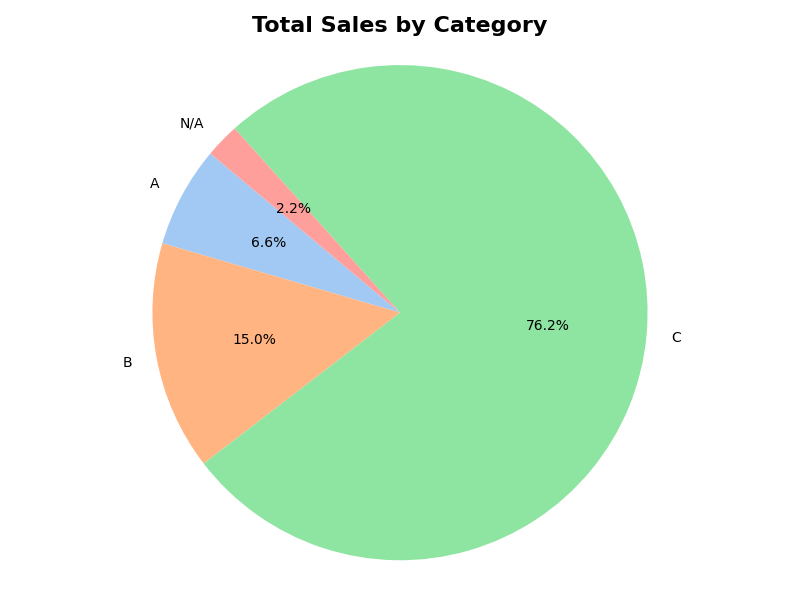 Total Sales by Category
N/A
A
2.2%
6.6%
76.2%
C
15.0%
B